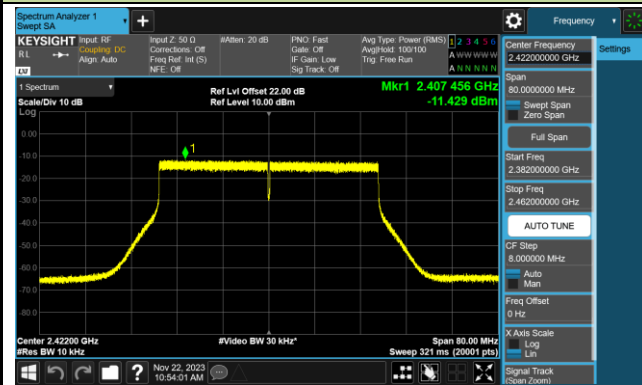 Spectrum Analyzer 1
Swept SA
Frequency
KEYSIGHT
Input: RF
Coupling: DC
Align: Auto
Input Z: 50 Ω
Corrections: Off
Freq Ref: Int (S)
NFE: Off
#Atten: 20 dB
PNO: Fast
Gate: Off
IF Gain: Low
Sig Track: Off
Avg Type: Power (RMS)
Avg|Hold: 100/100
Trig: Free Run
1 2 3 4 5 6
A W W W W W
A N N N N N
RL
LXI
1 Spectrum
Scale/Div 10 dB
Ref Lvl Offset 22.00 dB
Ref Level 10.00 dBm
Mkr1 2.407 456 GHz
-11.429 dBm
Log
0.00
-10.0
-20.0
-30.0
-40.0
-50.0
-60.0
-70.0
-80.0
1
Center 2.42200 GHz
#Res BW 10 kHz
#Video BW 30 kHz*
Span 80.00 MHz
Sweep 321 ms (20001 pts)
Nov 22, 2023
10:54:01 AM
Center Frequency
2.422000000 GHz
Settings
Span
80.0000000 MHz
Swept Span
Zero Span
Full Span
Start Freq
2.382000000 GHz
Stop Freq
2.462000000 GHz
AUTO TUNE
CF Step
8.000000 MHz
Auto
Man
Freq Offset
0 Hz
X Axis Scale
Log
Lin
Signal Track
(Span Zoom)